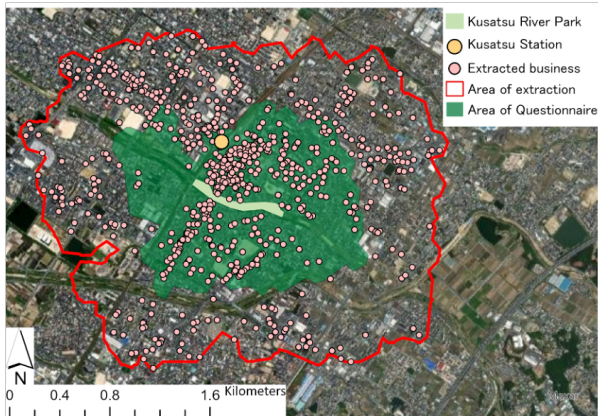 Kusatsu River Park
Kusatsu Station
Extracted business
Area of extraction
Area of Questionnaire
N
0 0.4 0.8 1.6 Kilometers